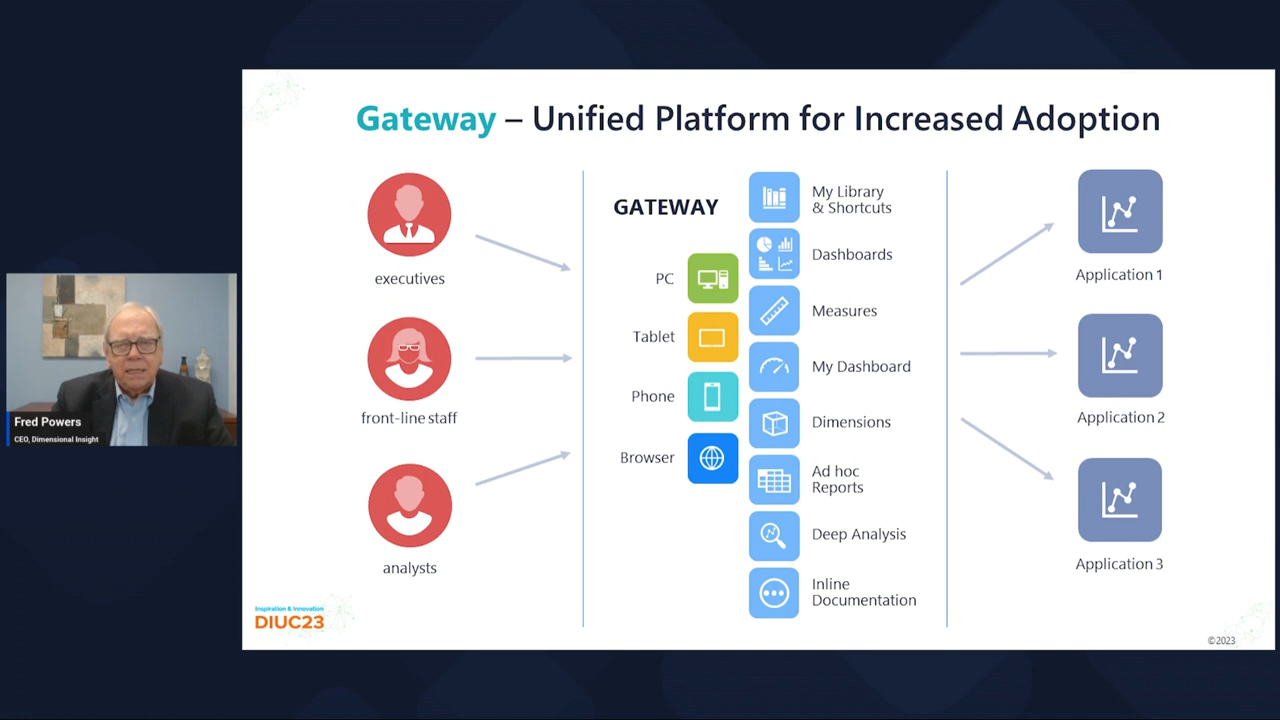 Gateway – Unified Platform for Increased Adoption
executives
front-line staff
analysts
GATEWAY
PC
Tablet
Phone
Browser
My Library
& Shortcuts
Dashboards
Measures
My Dashboard
Dimensions
Ad hoc
Reports
Deep Analysis
Inline
Documentation
Application 1
Application 2
Application 3
Fred Powers
CEO, Dimensional Insight
Inspiration & Innovation
DIUC23
©2023